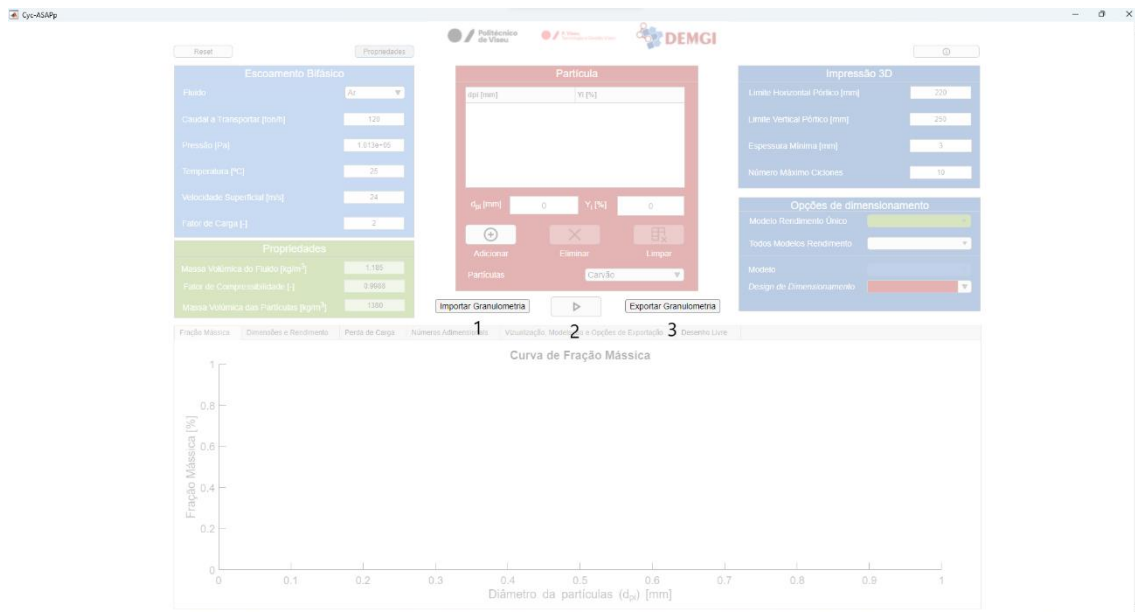 Cyc-ASAPp
Politécnico de Viseu
DEMGI
Reset
Propriedades
Escoamento Bifásico
Fluido
Ar
Caudal a Transportar [ton/h]
120
Pressão [Pa]
1.013e+05
Temperatura [ºC]
25
Velocidade Superficial [m/s]
24
Fator de Carga [-]
2
Propriedades
Massa Volúmica do Fluido [kg/m³]
1.185
Fator de Compressibilidade [-]
0.9998
Massa Volúmica das Partículas [kg/m³]
1380
Partícula
dpi [mm]
Yi [%]
dpi [mm]
0
Yi [%]
0
Adicionar
Eliminar
Limpar
Partículas
Carvão
Importar Granulometria
Exportar Granulometria
1
2
3
Impressão 3D
Limite Horizontal Pórtico [mm]
220
Limite Vertical Pórtico [mm]
250
Espessura Mínima [mm]
3
Número Máximo Ciclones
10
Opções de dimensionamento
Modelo Rendimento Único
Todos Modelos Rendimento
Modelo
Design de Dimensionamento
Fração Mássica
Dimensões e Rendimento
Perda de Carga
Números Adimensionais
Vizualização, Modelação e Opções de Exportação
Desenho Livre
Curva de Fração Mássica
Fração Mássica [%]
1
0.8
0.6
0.4
0.2
0
0
0.1
0.2
0.3
0.4
0.5
0.6
0.7
0.8
0.9
1
Diâmetro da partículas (dpi) [mm]